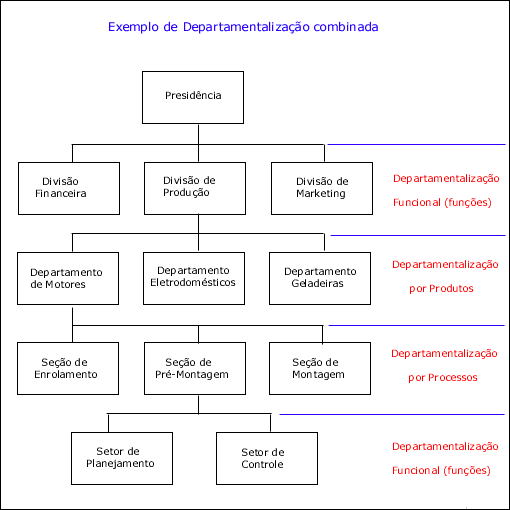 Exemplo de Departamentalização combinada
Presidência
Divisão
Financeira
Divisão de
Produção
Divisão de
Marketing
Departamentalização
Funcional (funções)
Departamento
de Motores
Departamento
Eletrodomésticos
Departamento
Geladeiras
Departamentalização
por Produtos
Seção de
Enrolamento
Seção de
Pré-Montagem
Seção de
Montagem
Departamentalização
por Processos
Setor de
Planejamento
Setor de
Controle
Departamentalização
Funcional (funções)